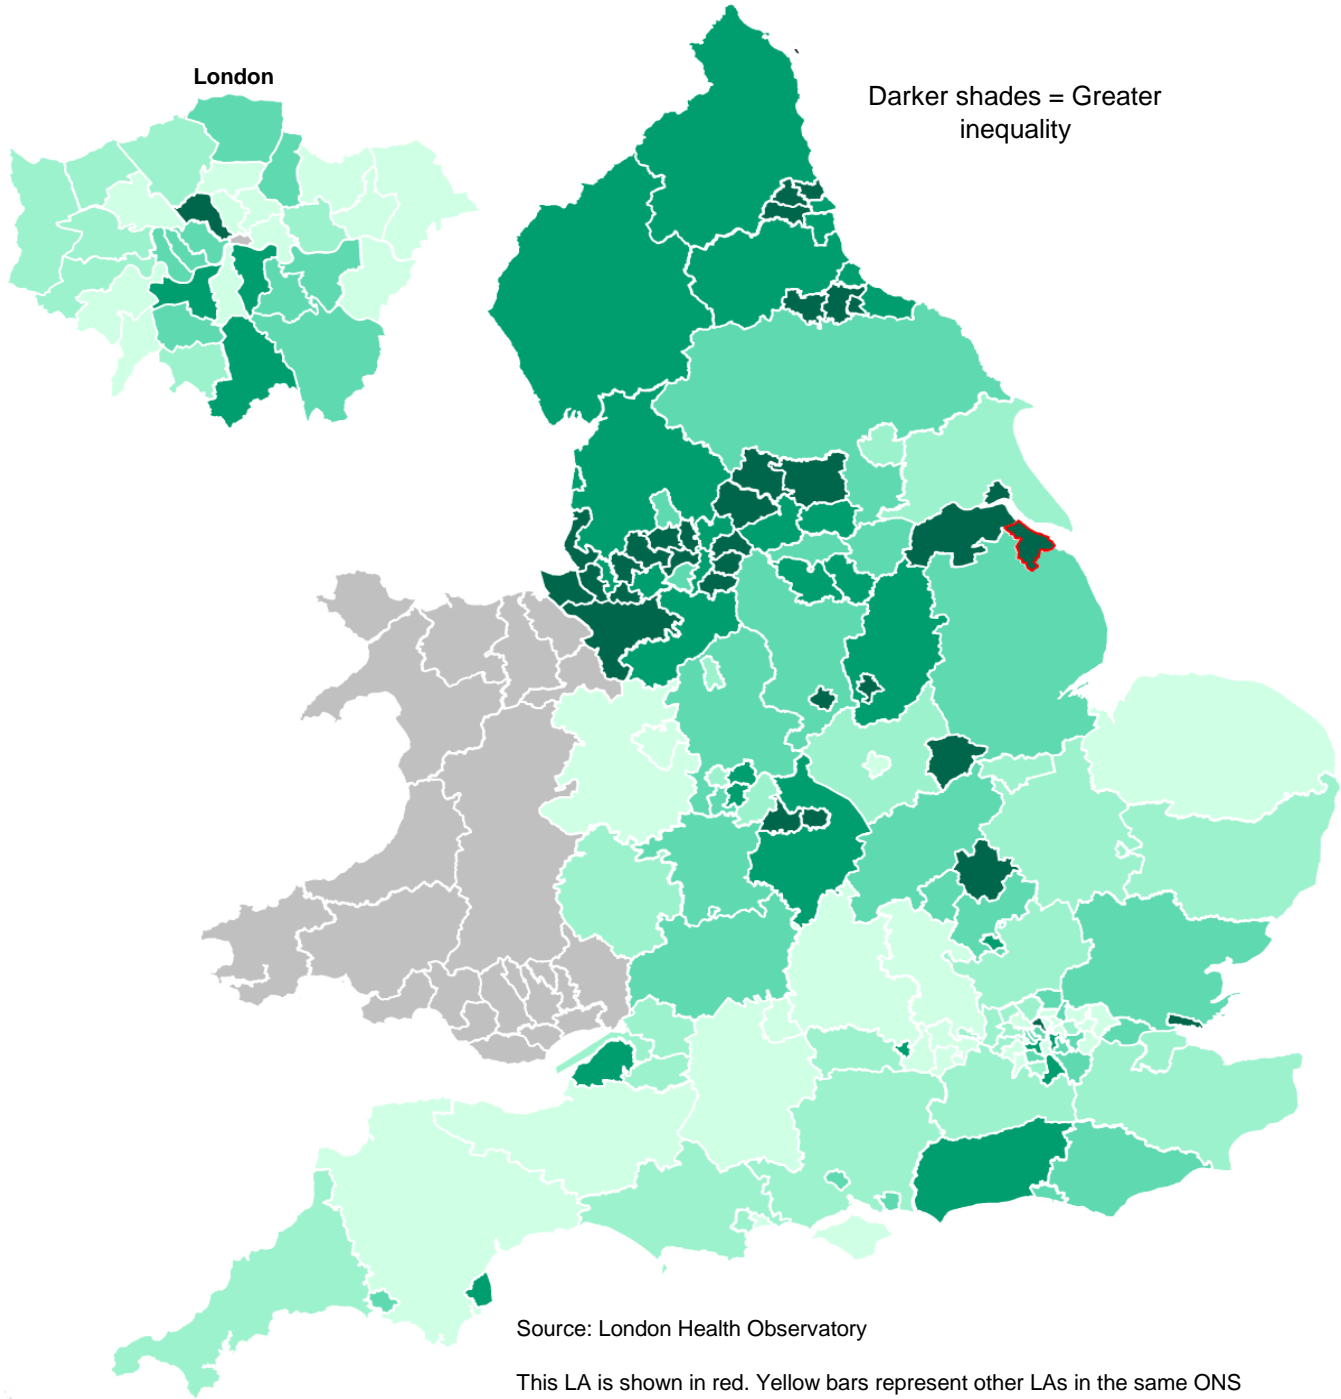 London
Darker shades = Greater
inequality
Source: London Health Observatory
This LA is shown in red. Yellow bars represent other LAs in the same ONS